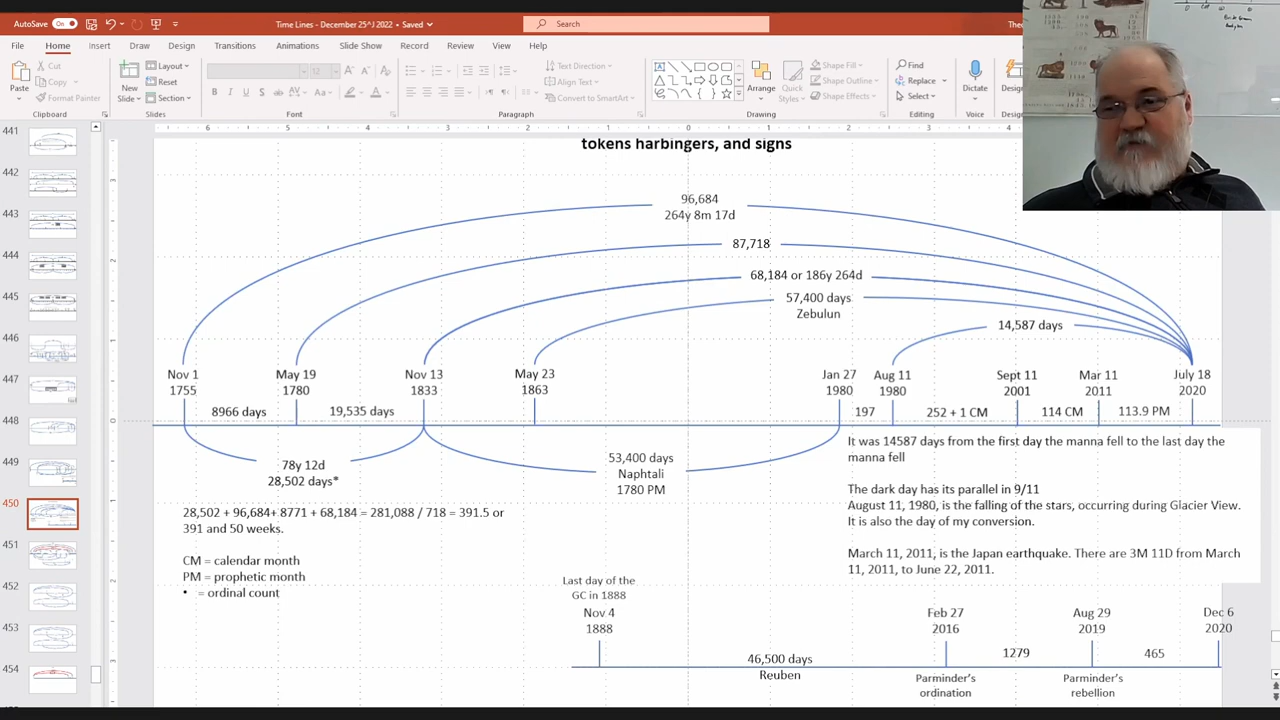 AutoSave
On
Time Lines - December 25^J 2022 • Saved
Search
File Home Insert Draw Design Transitions Animations Slide Show Record Review View Help
Paste
Cut
Copy
Format Painter
Clipboard
New
Slide
Layout
Reset
Section
Slides
Font
Text Direction
Align Text
Convert to SmartArt
Paragraph
Arrange
Quick
Styles
Shape Fill
Shape Outline
Shape Effects
Drawing
Find
Replace
Select
Editing
Dictate
Voice
442
443
444
445
446
447
448
449
450
451
452
453
454
tokens harbingers, and signs
96,684
264y 8m 17d
87,718
68,184 or 186y 264d
57,400 days
Zebulun
14,587 days
Nov 1
1755
May 19
1780
Nov 13
1833
May 23
1863
Jan 27
1980
Aug 11
1980
Sept 11
2001
Mar 11
2011
July 18
2020
8966 days
19,535 days
197
252 + 1 CM
114 CM
113.9 PM
78y 12d
28,502 days*
53,400 days
Naphtali
1780 PM
It was 14587 days from the first day the manna fell to the last day the
manna fell
The dark day has its parallel in 9/11
August 11, 1980, is the falling of the stars, occurring during Glacier View.
It is also the day of my conversion.
March 11, 2011, is the Japan earthquake. There are 3M 11D from March
11, 2011, to June 22, 2011.
28,502 + 96,684+ 8771 + 68,184 = 281,088 / 718 = 391.5 or
391 and 50 weeks.
CM = calendar month
PM = prophetic month
• = ordinal count
Last day of the
GC in 1888
Nov 4
1888
Feb 27
2016
Aug 29
2019
Dec 6
2020
46,500 days
Reuben
1279
465
Parminder's
ordination
Parminder's
rebellion